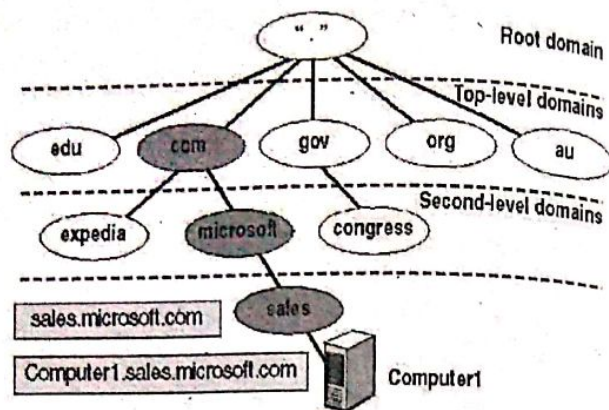 “.”
Root domain
Top-level domains
edu
com
gov
org
au
Second-level domains
expedia
microsoft
congress
sales.microsoft.com
sales
Computer1.sales.microsoft.com
Computer1